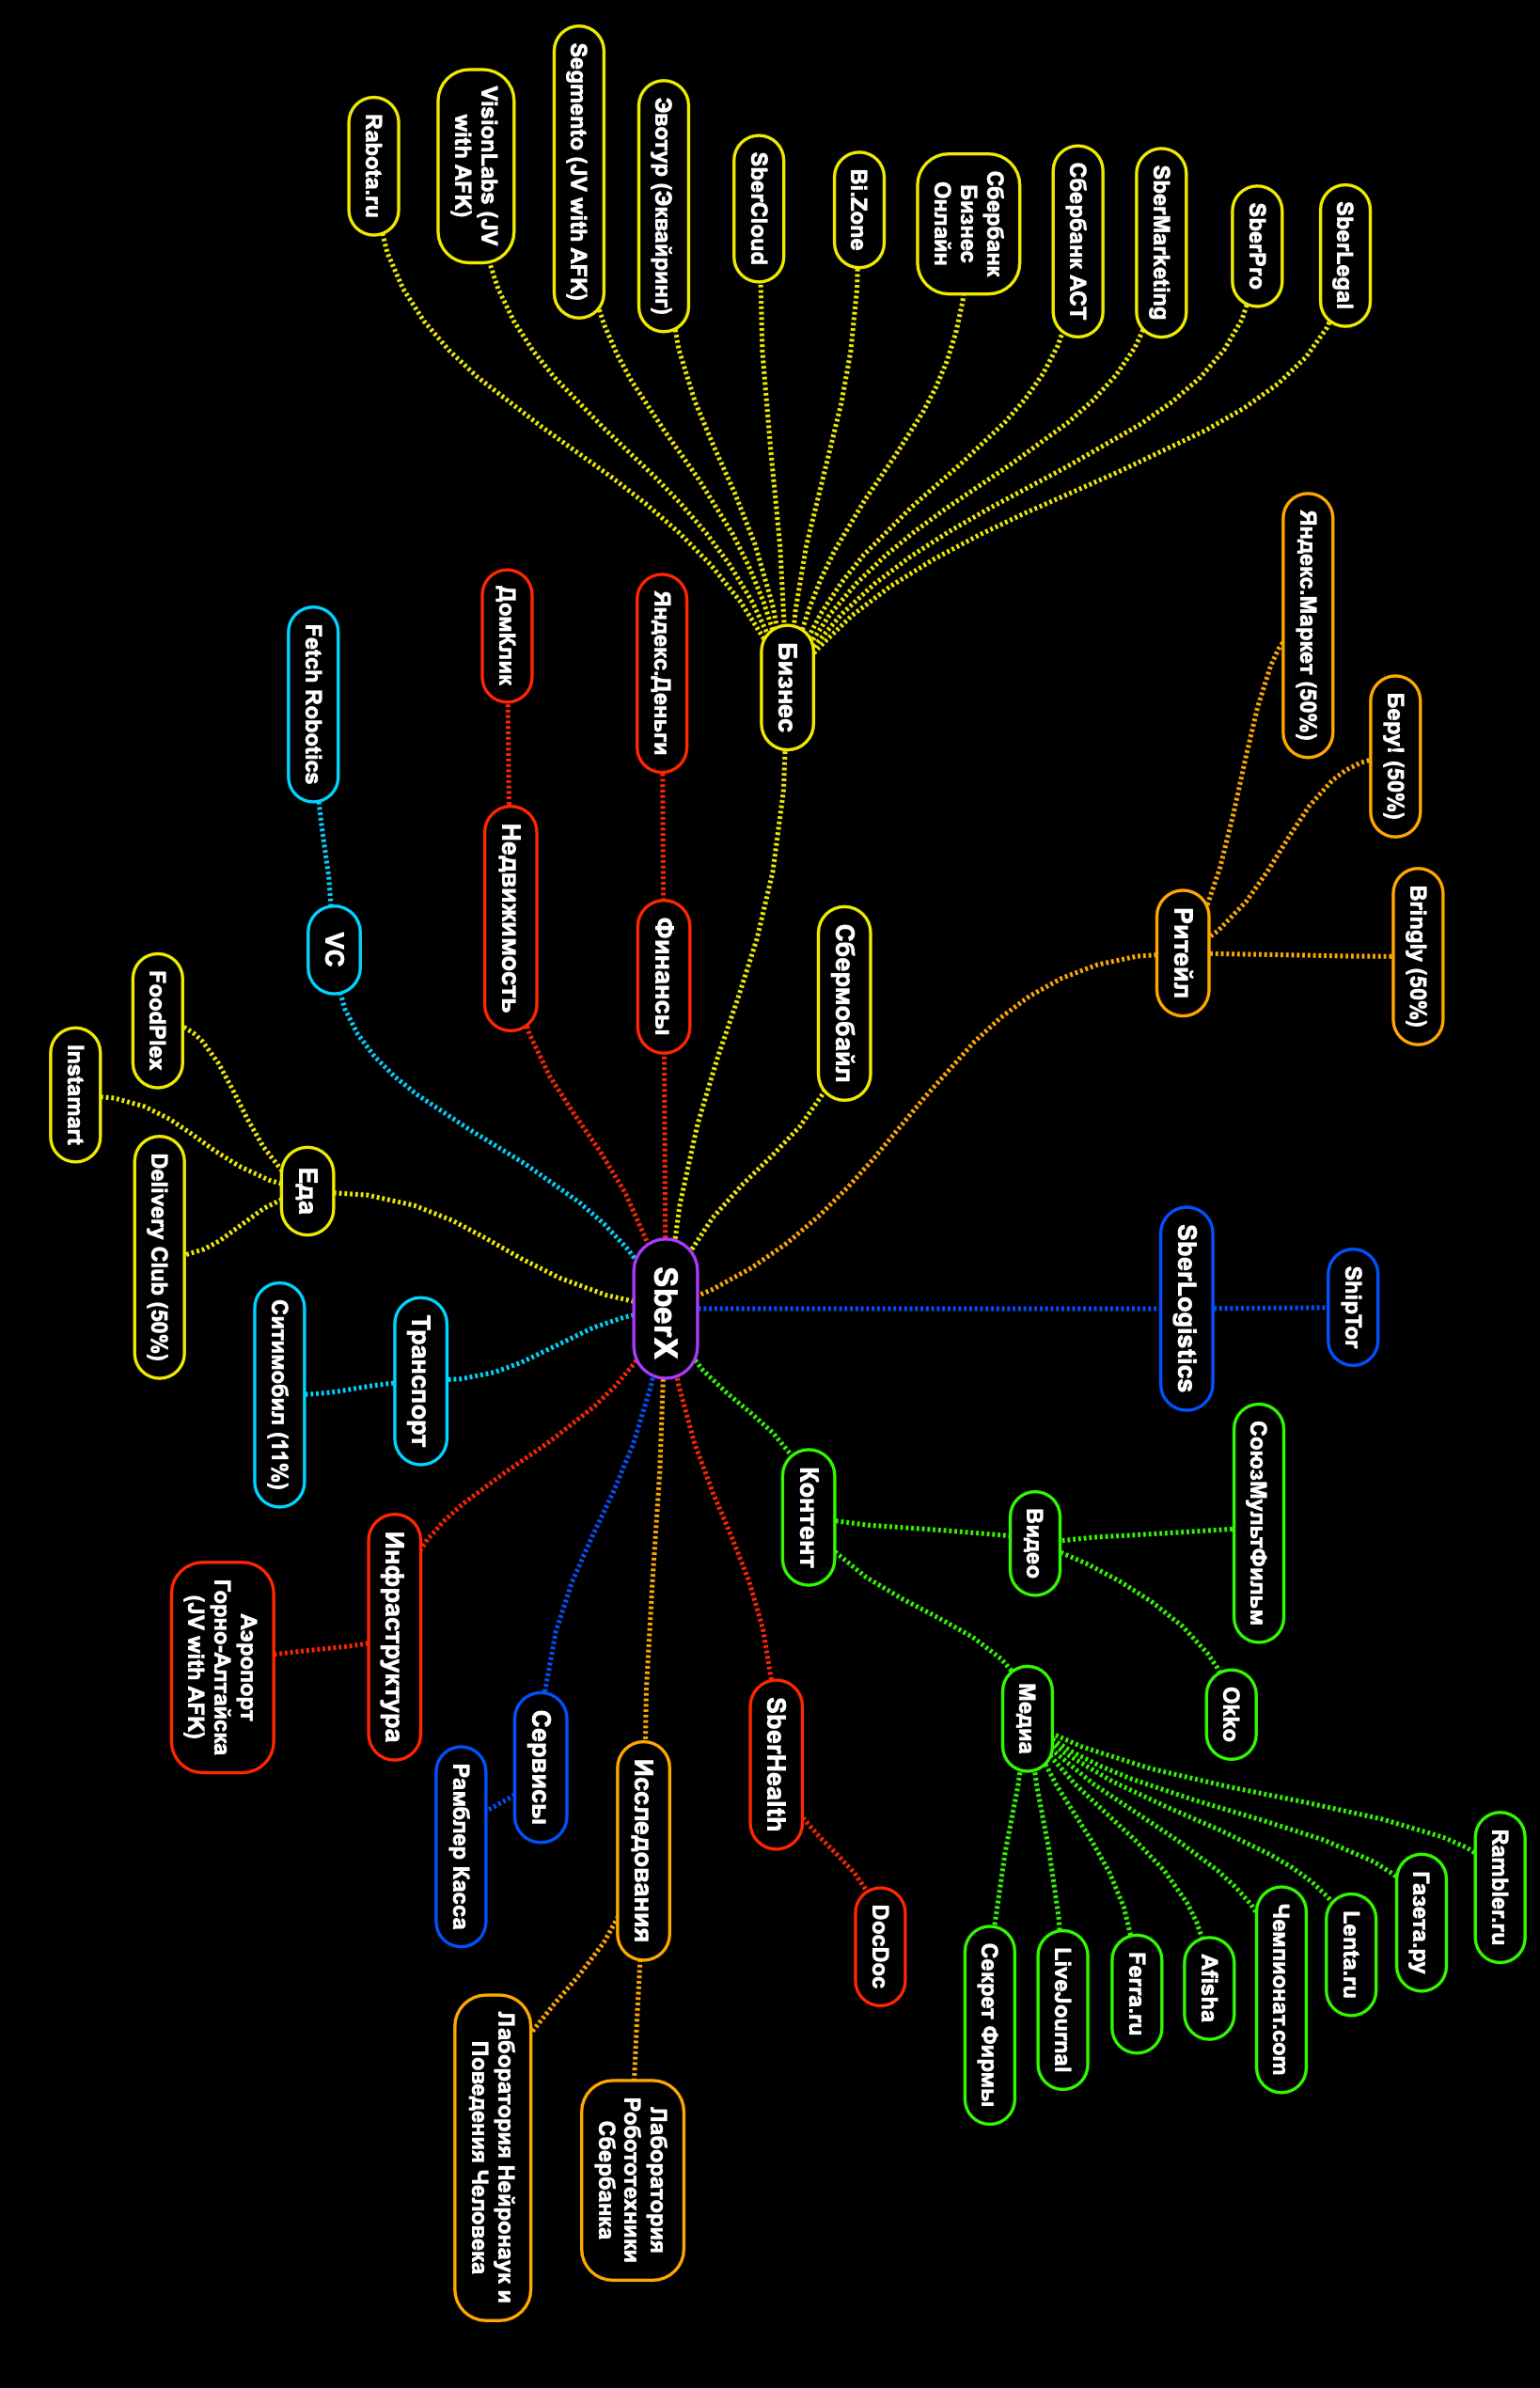 SberLegal
SberPro
SberMarketing
Сбербанк АСТ
Сбербанк
Бизнес
Онлайн
Bi.Zone
SberCloud
Эвотур (Эквайринг)
Segmento (JV with AFK)
VisionLabs (JV
with AFK)
Rabota.ru
Бизнес
Яндекс.Маркет (50%)
Беру! (50%)
Bringly (50%)
Ритейл
Сбермобайл
Яндекс.Деньги
Финансы
ДомКлик
Недвижимость
Fetch Robotics
VC
FoodPlex
Instamart
Delivery Club (50%)
Еда
SberX
ShipTor
SberLogistics
Транспорт
Ситимобил (11%)
Контент
Видео
СоюзМультФильм
Okko
Медиа
Rambler.ru
Газета.ру
Lenta.ru
Чемпионат.com
Afisha
Ferra.ru
LiveJournal
Секрет Фирмы
SberHealth
DocDoc
Исследования
Лаборатория
Робототехники
Сбербанка
Лаборатория Нейронаук и
Поведения Человека
Сервисы
Рамблер Касса
Инфраструктура
Аэропорт
Горно-Алтайска
(JV with AFK)